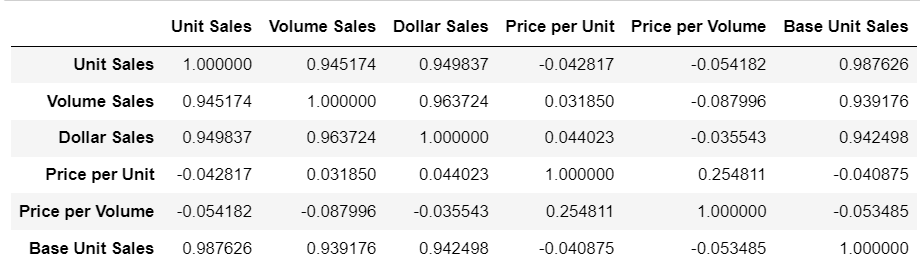 Unit Sales Volume Sales Dollar Sales Price per Unit Price per Volume Base Unit Sales
Unit Sales 1.000000 0.945174 0.949837 -0.042817 -0.054182 0.987626
Volume Sales 0.945174 1.000000 0.963724 0.031850 -0.087996 0.939176
Dollar Sales 0.949837 0.963724 1.000000 0.044023 -0.035543 0.942498
Price per Unit -0.042817 0.031850 0.044023 1.000000 0.254811 -0.040875
Price per Volume -0.054182 -0.087996 -0.035543 0.254811 1.000000 -0.053485
Base Unit Sales 0.987626 0.939176 0.942498 -0.040875 -0.053485 1.000000